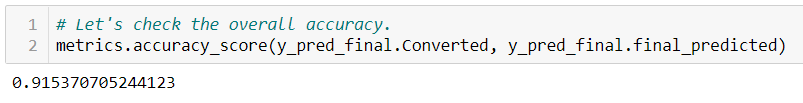 1 # Let's check the overall accuracy.
2 metrics.accuracy_score(y_pred_final.Converted, y_pred_final.final_predicted)
0.915370705244123